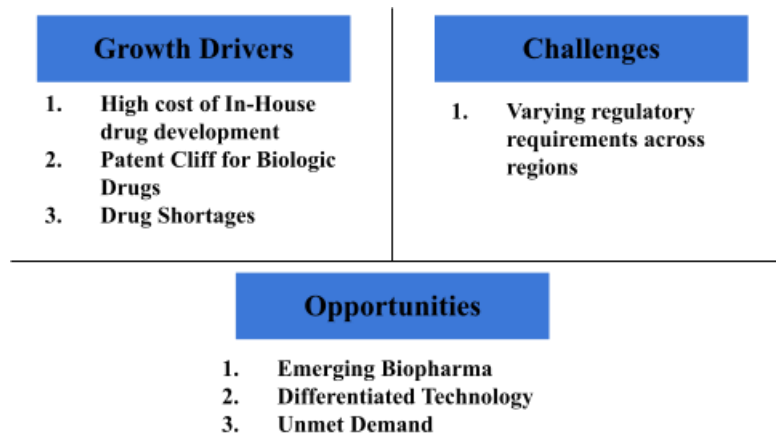 Growth Drivers
1. High cost of In-House
drug development
2. Patent Cliff for Biologic
Drugs
3. Drug Shortages
Challenges
1. Varying regulatory
requirements across
regions
Opportunities
1. Emerging Biopharma
2. Differentiated Technology
3. Unmet Demand